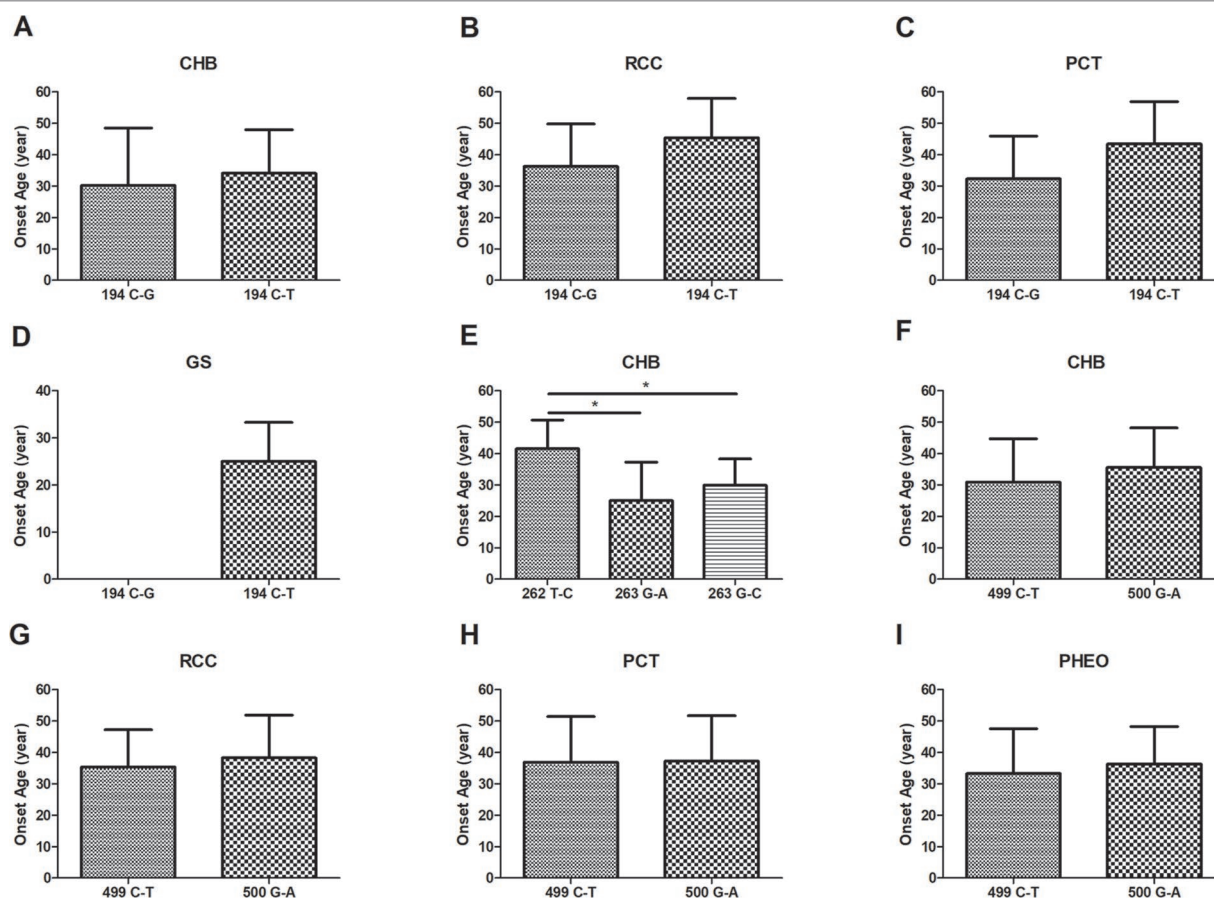 A
CHB
Onset Age (year)
60
50
40
30
20
10
0
194 C-G 194 C-T
B
RCC
Onset Age (year)
60
50
40
30
20
10
0
194 C-G 194 C-T
C
PCT
Onset Age (year)
60
50
40
30
20
10
0
194 C-G 194 C-T
D
GS
Onset Age (year)
40
30
20
10
0
194 C-G 194 C-T
E
CHB
Onset Age (year)
60
50
40
30
20
10
0
*
*
262 T-C 263 G-A 263 G-C
F
CHB
Onset Age (year)
60
50
40
30
20
10
0
499 C-T 500 G-A
G
RCC
Onset Age (year)
60
50
40
30
20
10
0
499 C-T 500 G-A
H
PCT
Onset Age (year)
60
50
40
30
20
10
0
499 C-T 500 G-A
I
PHEO
Onset Age (year)
60
50
40
30
20
10
0
499 C-T 500 G-A